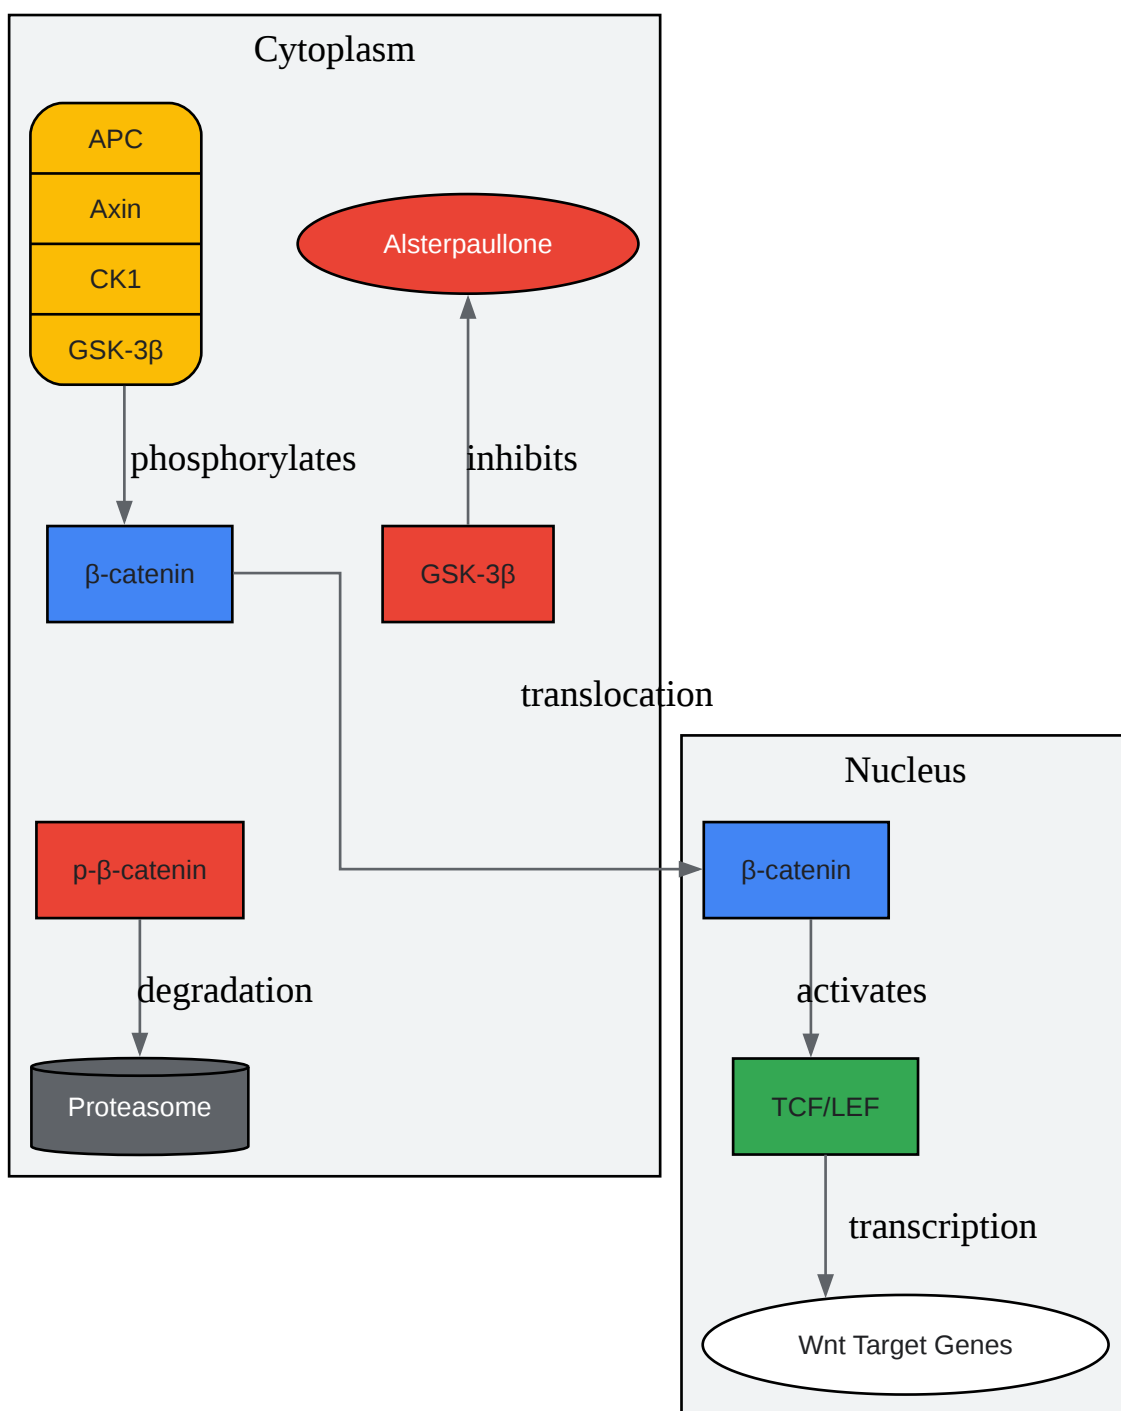 Cytoplasm
APC
Axin
CK1
GSK-3β
Alsterpaullone
phosphorylates
inhibits
β-catenin
GSK-3β
translocation
Nucleus
p-β-catenin
β-catenin
degradation
activates
Proteasome
TCF/LEF
transcription
Wnt Target Genes